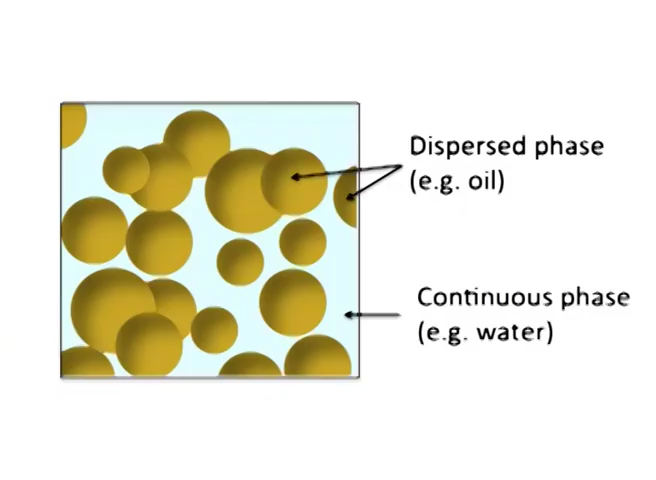 Dispersed phase
(e.g. oil)
Continuous phase
(e.g. water)